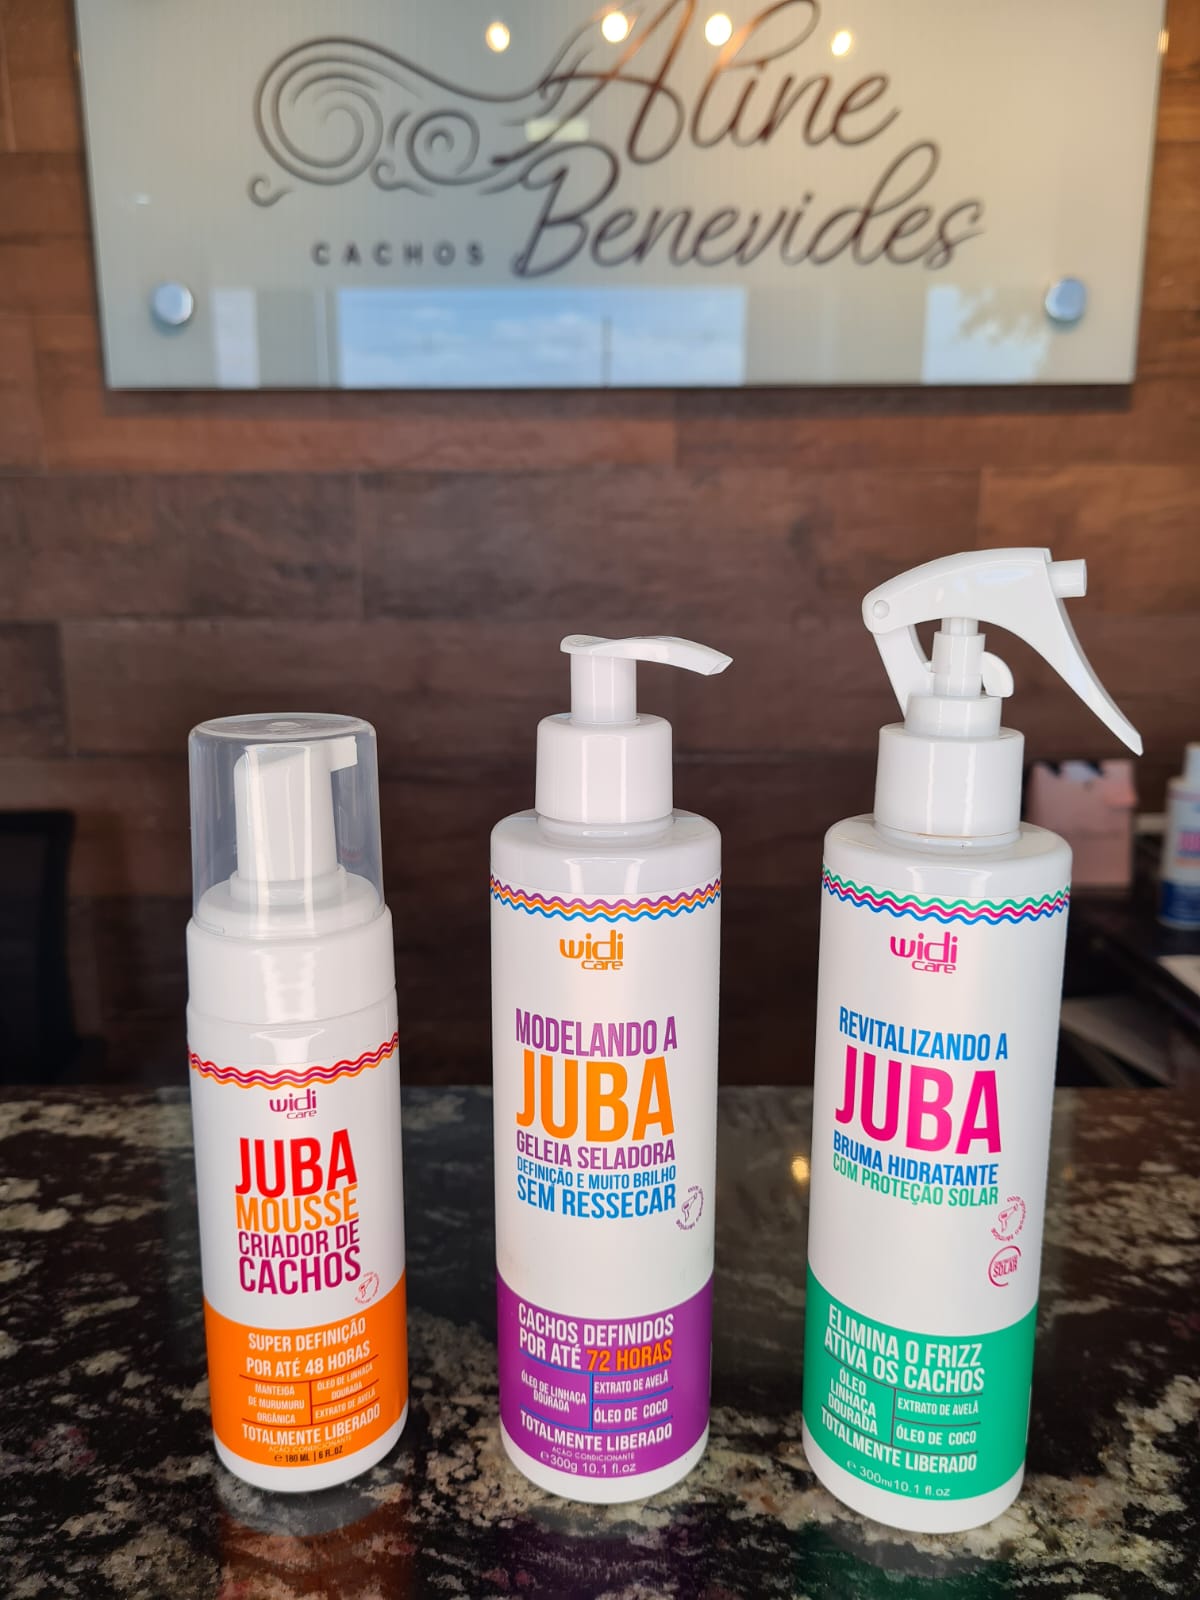 Aline
CACHOS Benevides
widi
care
JUBA
MOUSSE
CRIADOR DE
CACHOS
SUPER DEFINIÇÃO
POR ATÉ 48 HORAS
MANTEIGA
DE MURUMURU
ORGÂNICA
ÓLEO DE LINHAÇA
DOURADA
EXTRATO DE AVELÃ
TOTALMENTE LIBERADO
AÇÃO CONDICIONANTE
e 180 ML | 6 FL.OZ
widi
care
MODELANDO A
JUBA
GELEIA SELADORA
DEFINIÇÃO E MUITO BRILHO
SEM RESSECAR
CACHOS DEFINIDOS
POR ATÉ 72 HORAS
ÓLEO DE LINHAÇA
DOURADA
EXTRATO DE AVELÃ
ÓLEO DE COCO
TOTALMENTE LIBERADO
AÇÃO CONDICIONANTE
e 300g 10.1 fl.oz
widi
care
REVITALIZANDO A
JUBA
BRUMA HIDRATANTE
COM PROTEÇÃO SOLAR
SOLAR
ELIMINA O FRIZZ
ATIVA OS CACHOS
ÓLEO
LINHAÇA
DOURADA
EXTRATO DE AVELÃ
ÓLEO DE COCO
TOTALMENTE LIBERADO
e 300ml 10.1 fl.oz